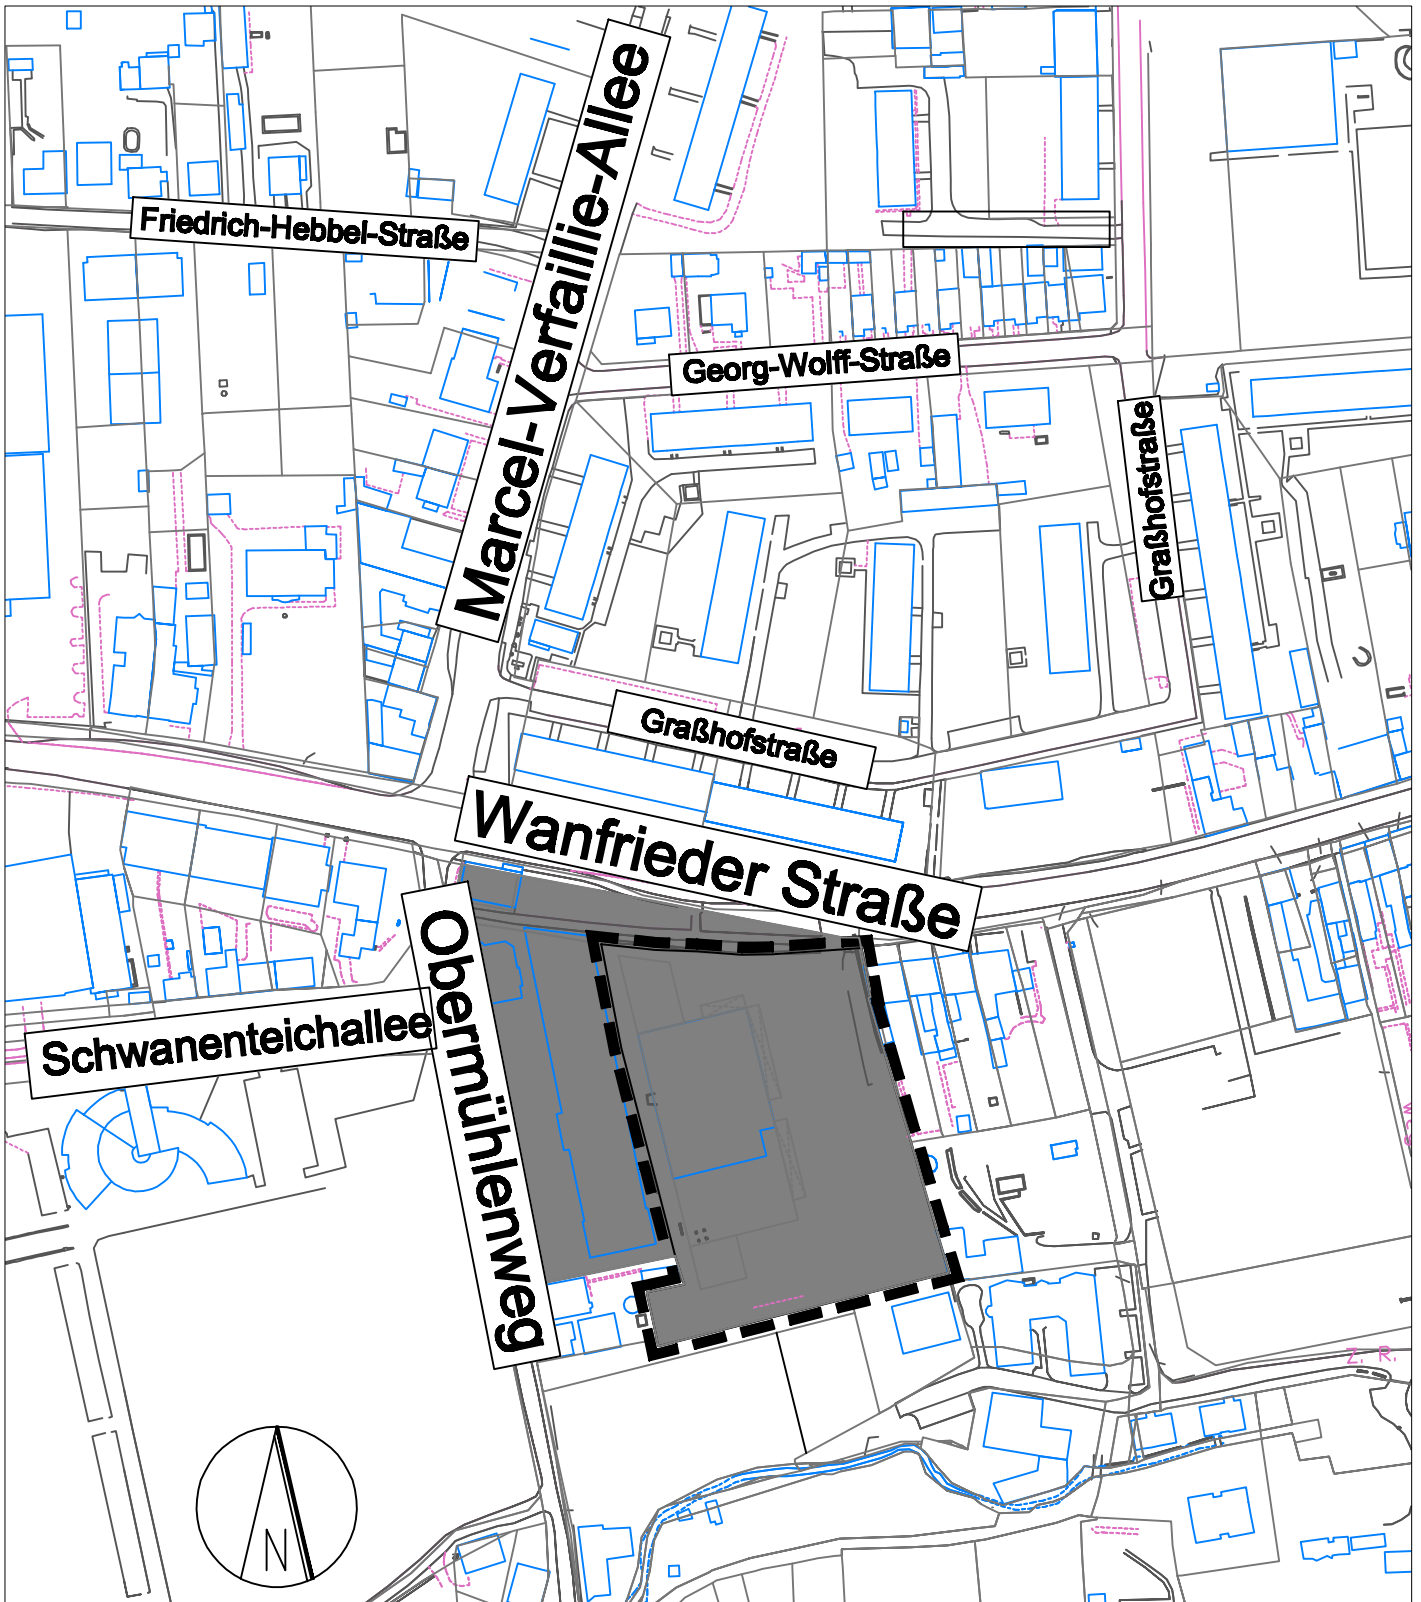 Marcel-Verfaillie-Allee
Friedrich-Hebbel-Straße
Georg-Wolff-Straße
Graßhofstraße
Graßhofstraße
Wanfrieder Straße
Obermühlenweg
Schwanenteichallee
Z. R.
N